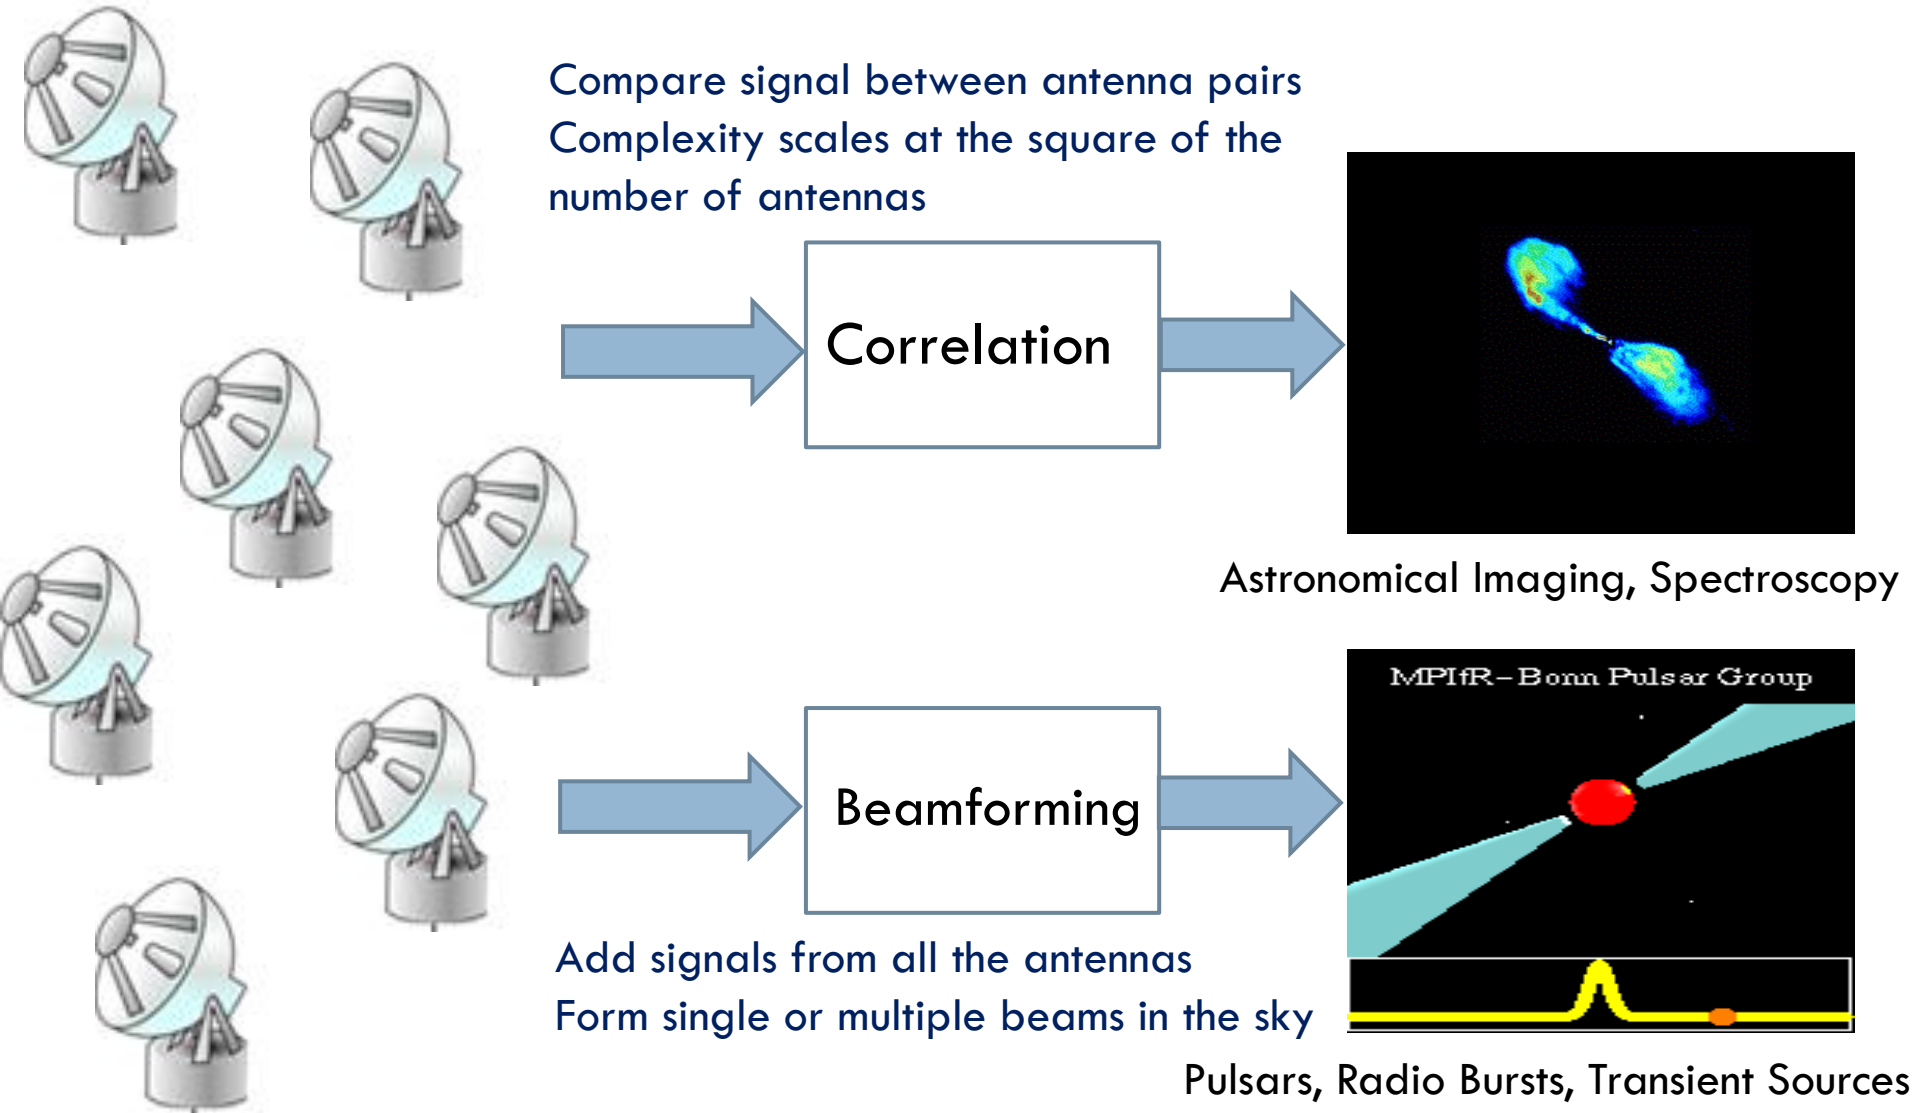 Compare signal between antenna pairs
Complexity scales at the square of the
number of antennas
Correlation
Astronomical Imaging, Spectroscopy
MPIfR-Bonn Pulsar Group
Beamforming
Add signals from all the antennas
Form single or multiple beams in the sky
Pulsars, Radio Bursts, Transient Sources